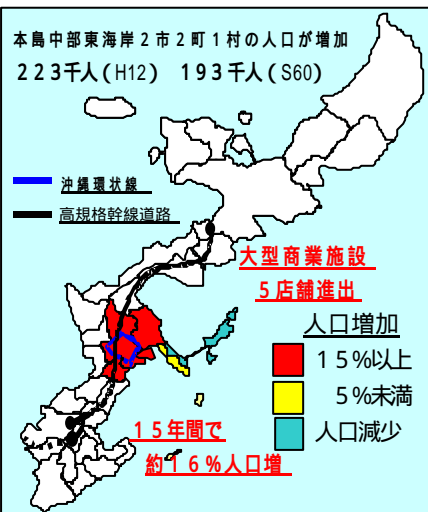 本島中部東海岸２市２町１村の人口が増加
２２３千人(H12) １９３千人(S60)
沖縄環状線
高規格幹線道路
大型商業施設
５店舗進出
人口増加
１５%以上
５%未満
人口減少
１５年間で
約１６%人口増